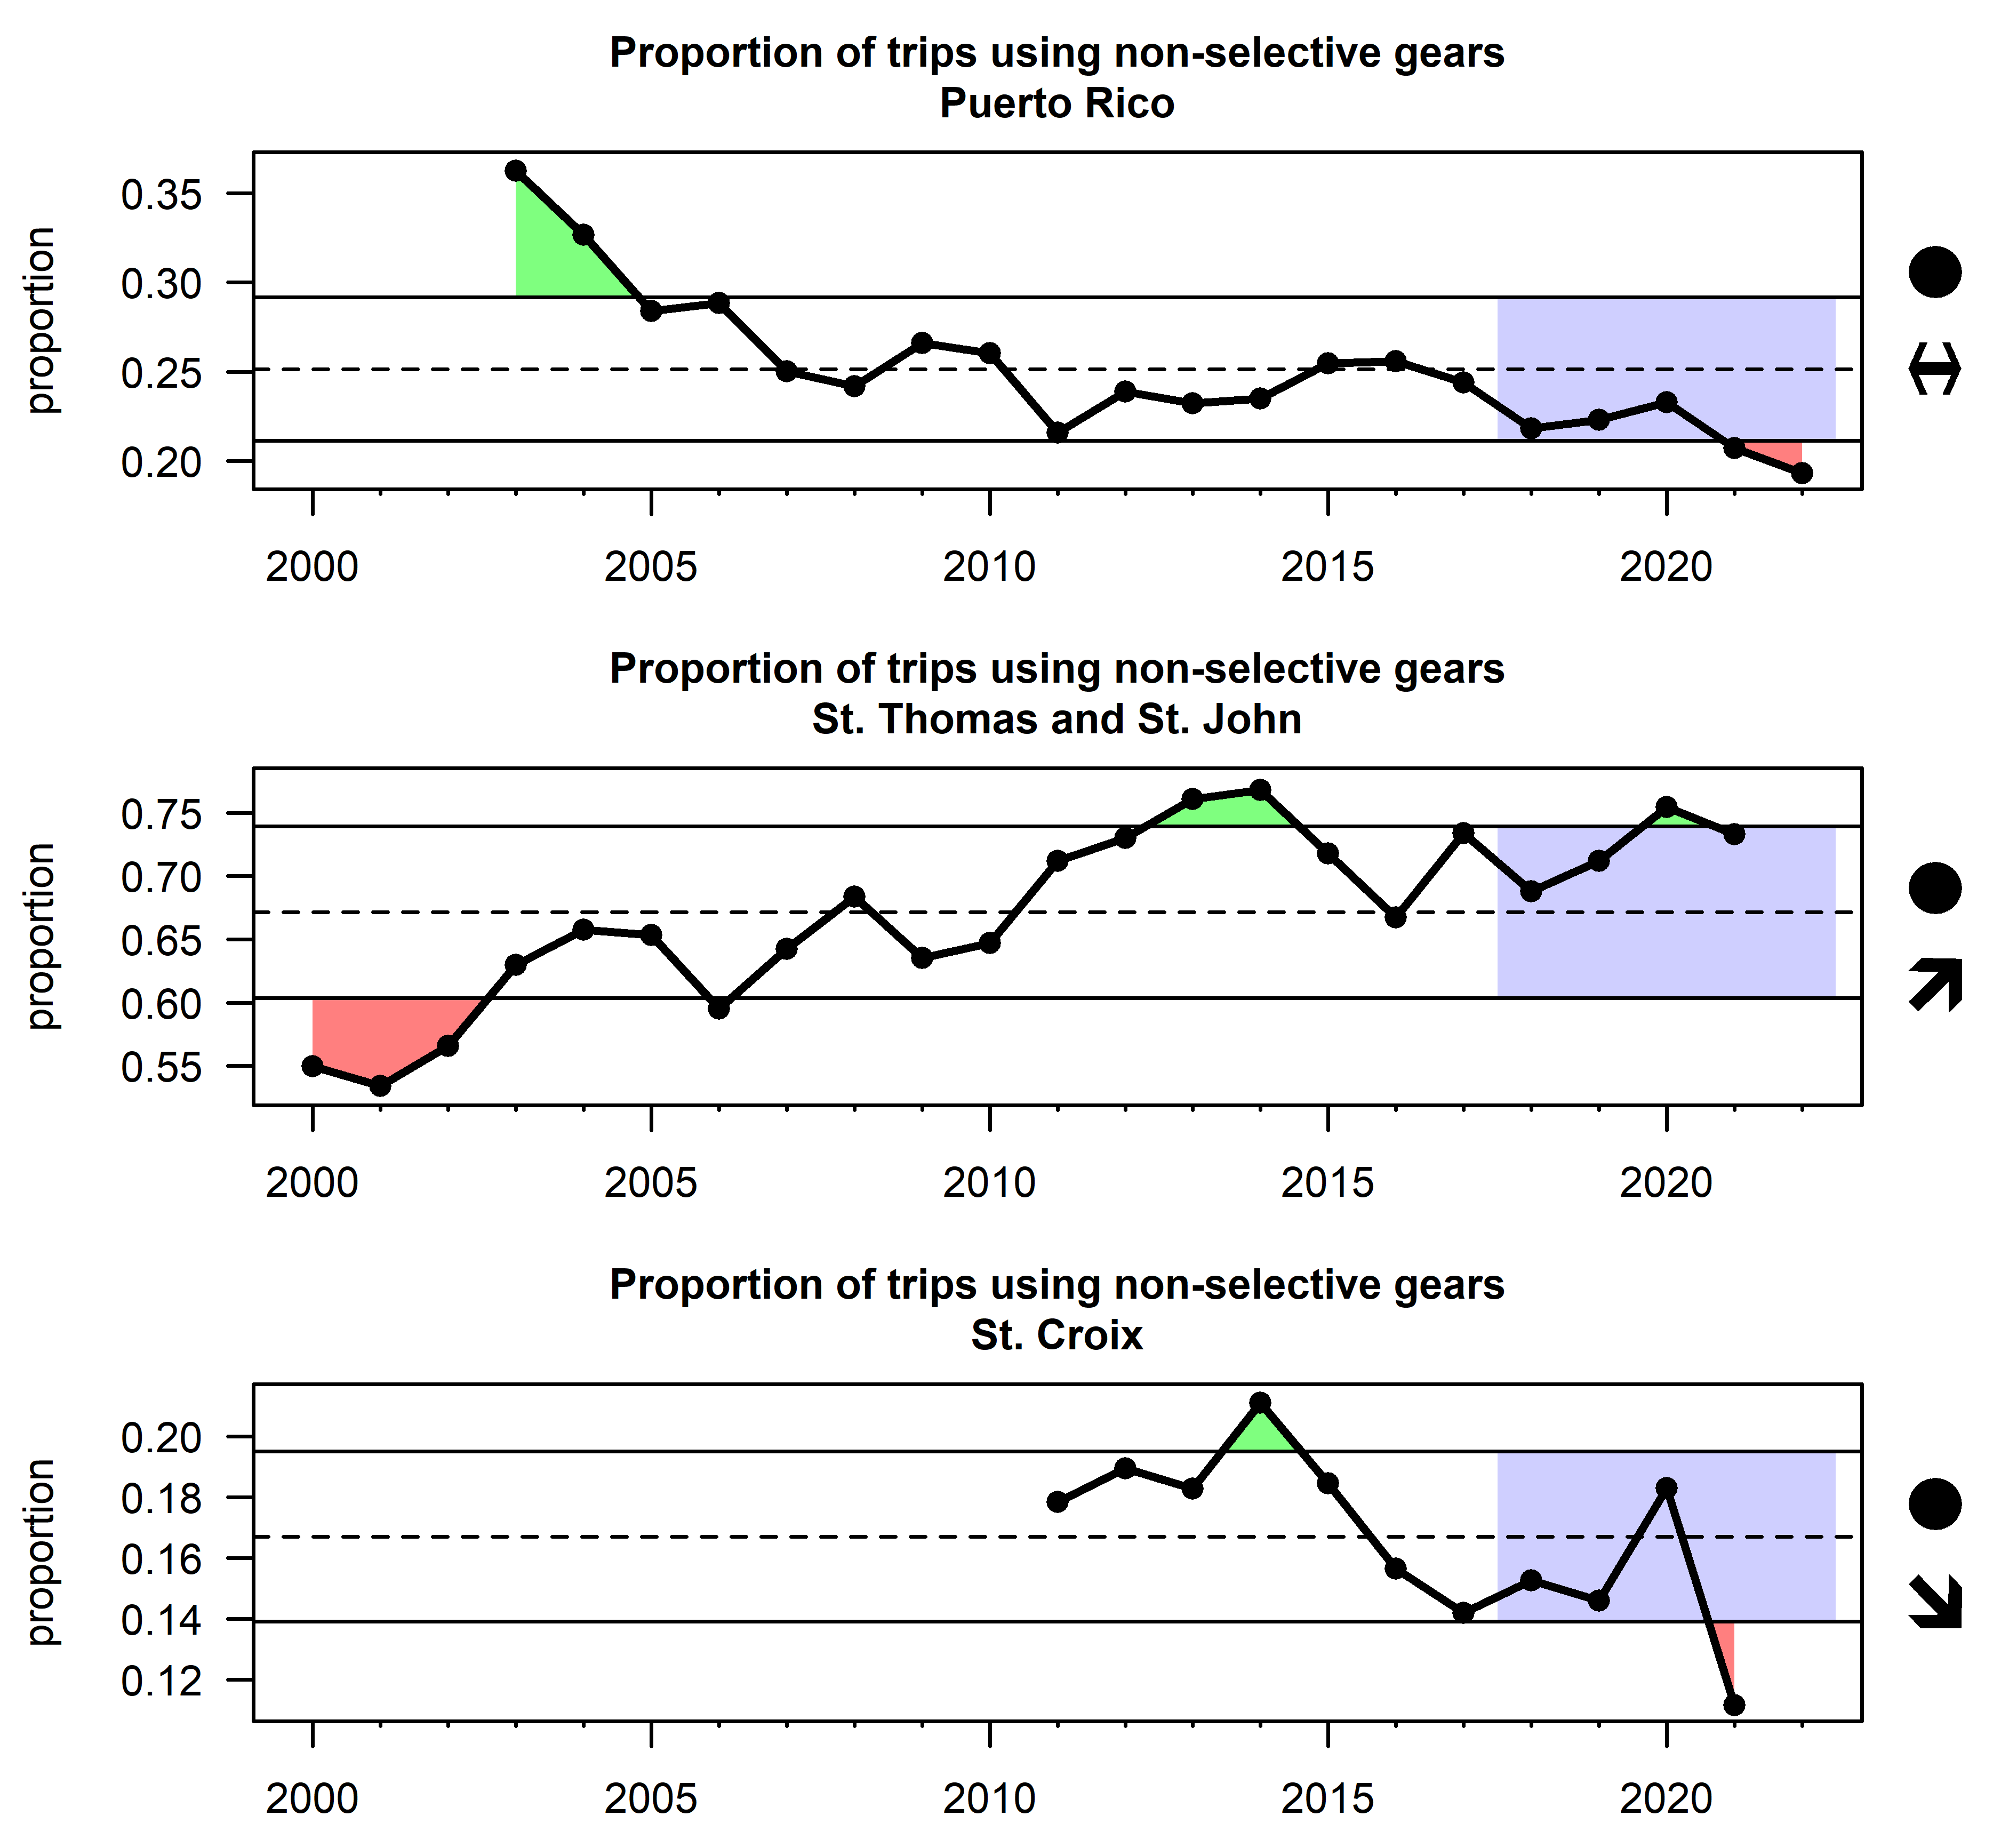 Proportion of trips using non-selective gears
Puerto Rico
proportion
0.35
0.30
0.25
0.20
2000 2005 2010 2015 2020
Proportion of trips using non-selective gears
St. Thomas and St. John
proportion
0.75
0.70
0.65
0.60
0.55
2000 2005 2010 2015 2020
Proportion of trips using non-selective gears
St. Croix
proportion
0.20
0.18
0.16
0.14
0.12
2000 2005 2010 2015 2020